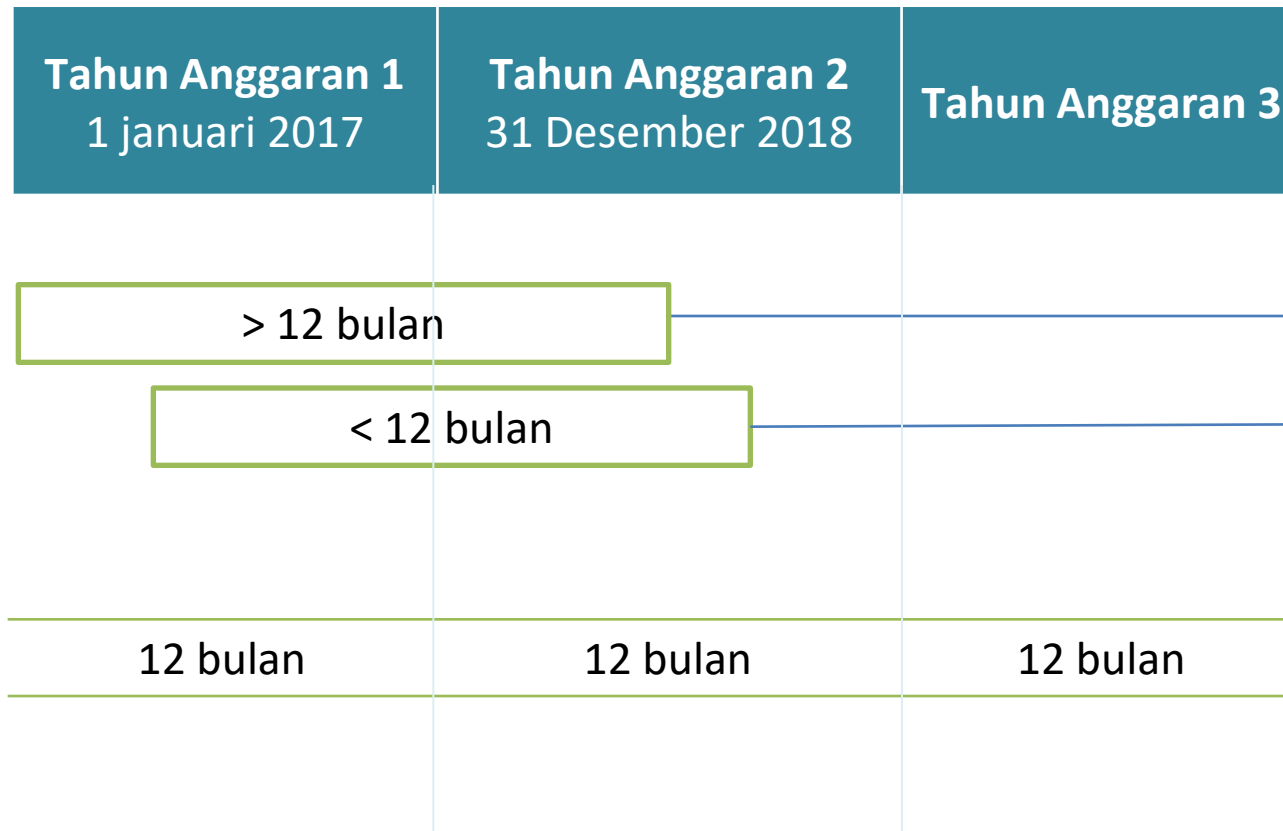 Tahun Anggaran 1
1 januari 2017
Tahun Anggaran 2
31 Desember 2018
Tahun Anggaran 3
> 12 bulan
< 12 bulan
12 bulan
12 bulan
12 bulan